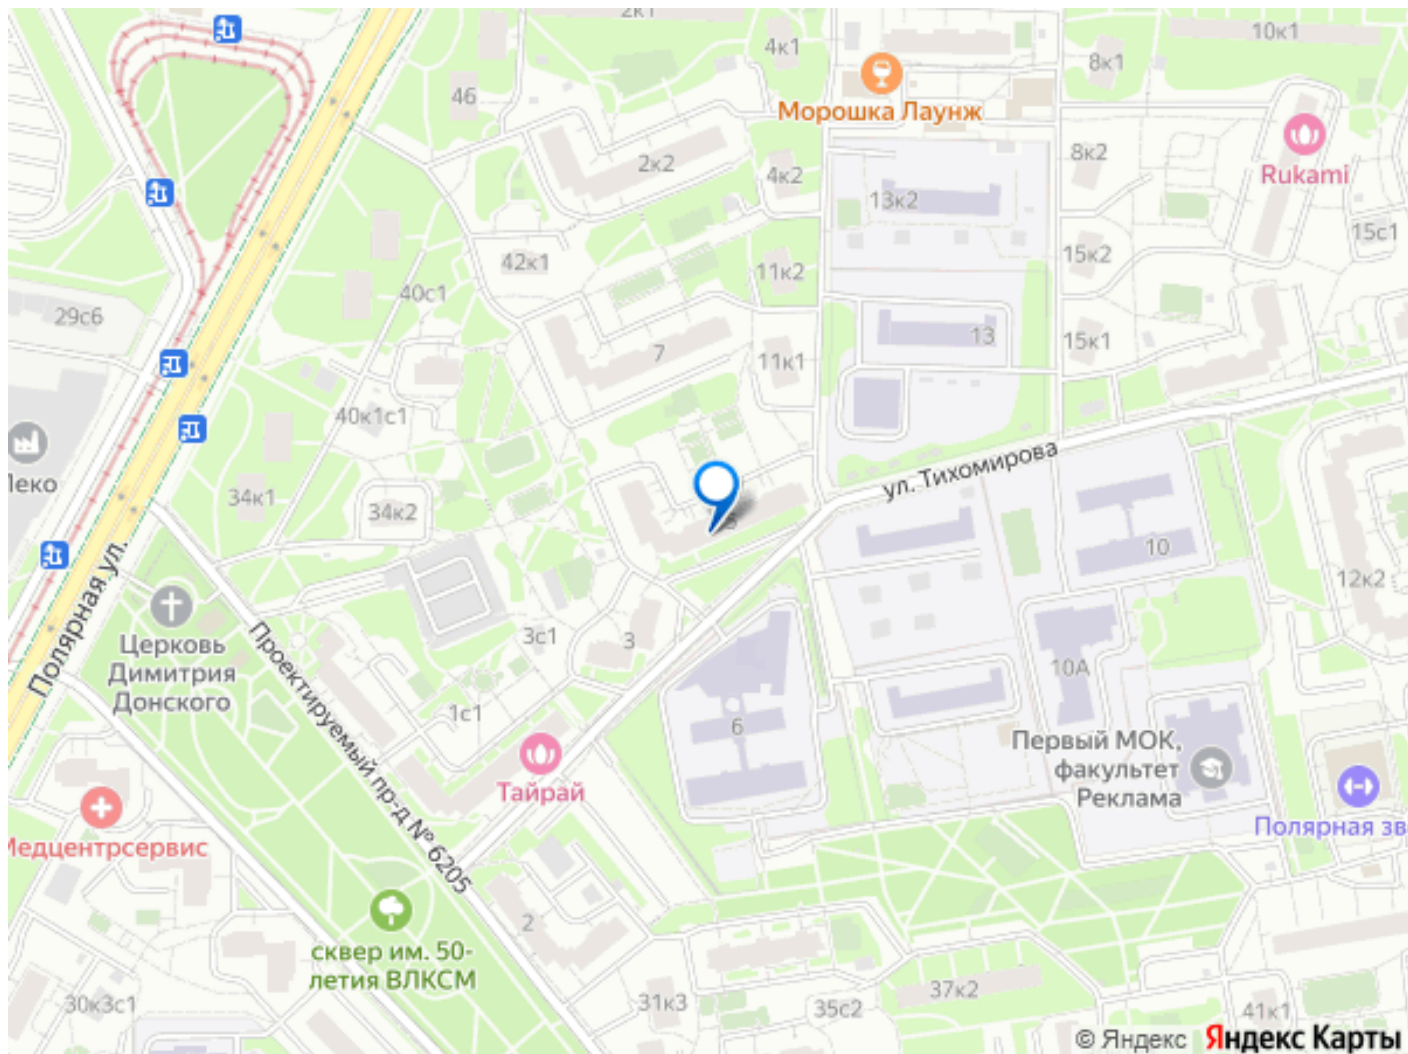 2к1
4к1
10к1
8к1
46
Морошка Лаунж
2к2
4к2
13к2
8к2
Rukami
15с1
42к1
11к2
15к2
40с1
29с6
7
11к1
13
15к1
40к1с1
Леко
34к1
34к2
5
ул. Тихомирова
10
12к2
Полярная ул.
Церковь
Димитрия
Донского
Проектируемый пр-д № 6205
3с1
3
10А
1с1
6
Первый МОК,
факультет
Реклама
Тайрай
Медцентрсервис
Полярная зв
2
сквер им. 50-
летия ВЛКСМ
30к3с1
31к3
35с2
37к2
41к1
© Яндекс Яндекс Карты